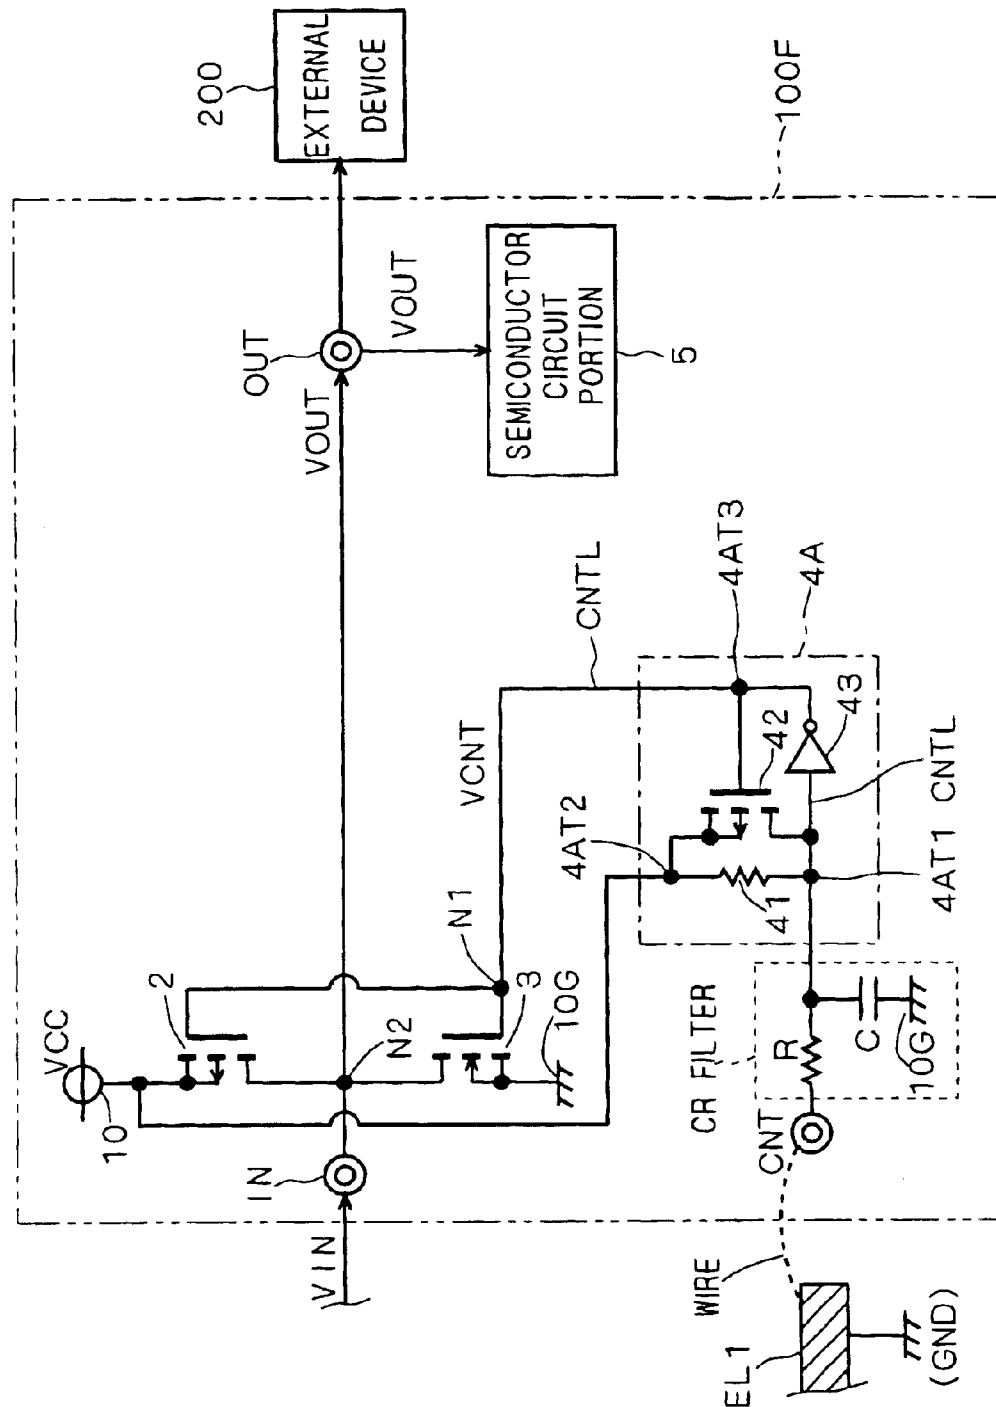 200
EXTERNAL
DEVICE
100F
OUT
VOUT
VOUT
SEMICONDUCTOR
CIRCUIT
PORTION
5
VCC
10
2
IN
VIN
N2
N1
3
10G
VCNT
CNTL
4AT3
4A
4AT2
42
43
41
CNTL
4AT1
CR FILTER
R
C
10G
CNT
WIRE
EL1
(GND)